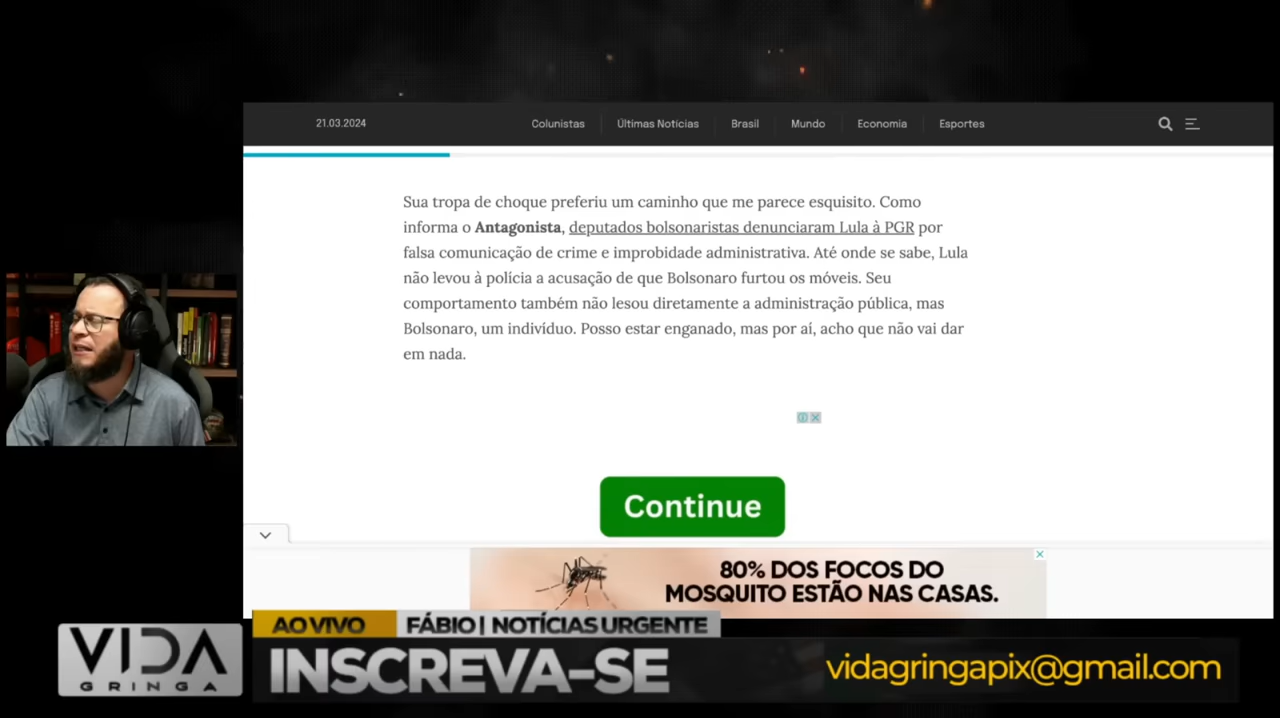 21.03.2024
Colunistas
Últimas Notícias
Brasil
Mundo
Economia
Esportes
Sua tropa de choque preferiu um caminho que me parece esquisito. Como
informa o Antagonista, deputados bolsonaristas denunciaram Lula à PGR por
falsa comunicação de crime e improbidade administrativa. Até onde se sabe, Lula
não levou à polícia a acusação de que Bolsonaro furtou os móveis. Seu
comportamento também não lesou diretamente a administração pública, mas
Bolsonaro, um indivíduo. Posso estar enganado, mas por aí, acho que não vai dar
em nada.
Continue
80% DOS FOCOS DO
MOSQUITO ESTÃO NAS CASAS.
AO VIVO
FÁBIO | NOTÍCIAS URGENTE
VIDA
GRINGA
INSCREVA-SE
vidagringapix@gmail.com